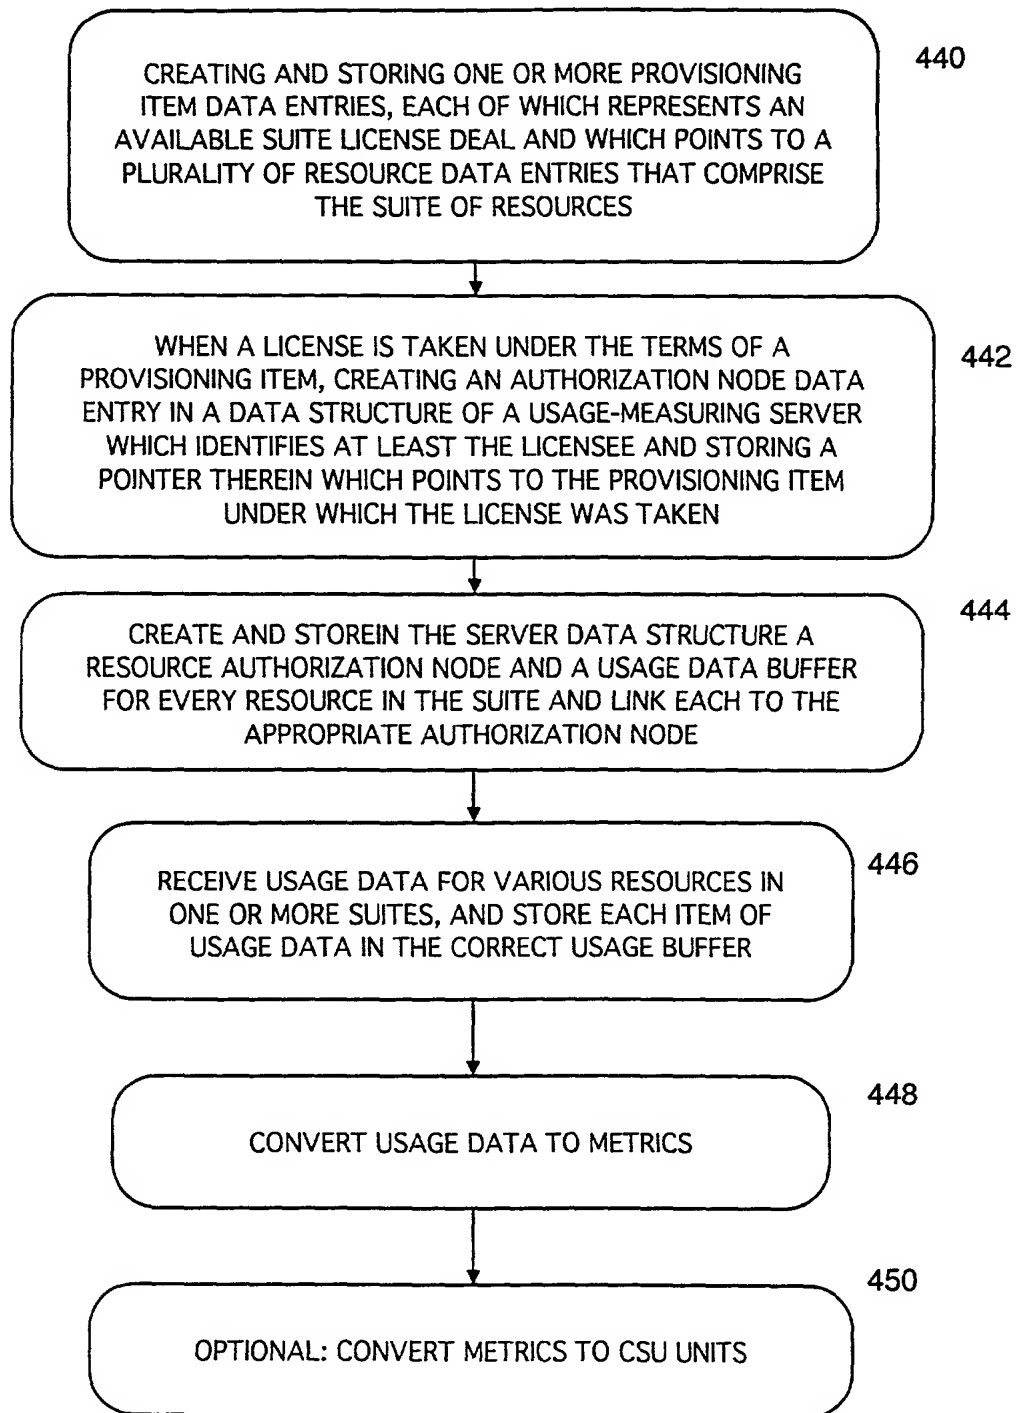 CREATING AND STORING ONE OR MORE PROVISIONING
ITEM DATA ENTRIES, EACH OF WHICH REPRESENTS AN
AVAILABLE SUITE LICENSE DEAL AND WHICH POINTS TO A
PLURALITY OF RESOURCE DATA ENTRIES THAT COMPRISE
THE SUITE OF RESOURCES
440
WHEN A LICENSE IS TAKEN UNDER THE TERMS OF A
PROVISIONING ITEM, CREATING AN AUTHORIZATION NODE DATA
ENTRY IN A DATA STRUCTURE OF A USAGE-MEASURING SERVER
WHICH IDENTIFIES AT LEAST THE LICENSEE AND STORING A
POINTER THEREIN WHICH POINTS TO THE PROVISIONING ITEM
UNDER WHICH THE LICENSE WAS TAKEN
442
CREATE AND STOREIN THE SERVER DATA STRUCTURE A
RESOURCE AUTHORIZATION NODE AND A USAGE DATA BUFFER
FOR EVERY RESOURCE IN THE SUITE AND LINK EACH TO THE
APPROPRIATE AUTHORIZATION NODE
444
RECEIVE USAGE DATA FOR VARIOUS RESOURCES IN
ONE OR MORE SUITES, AND STORE EACH ITEM OF
USAGE DATA IN THE CORRECT USAGE BUFFER
446
CONVERT USAGE DATA TO METRICS
448
OPTIONAL: CONVERT METRICS TO CSU UNITS
450